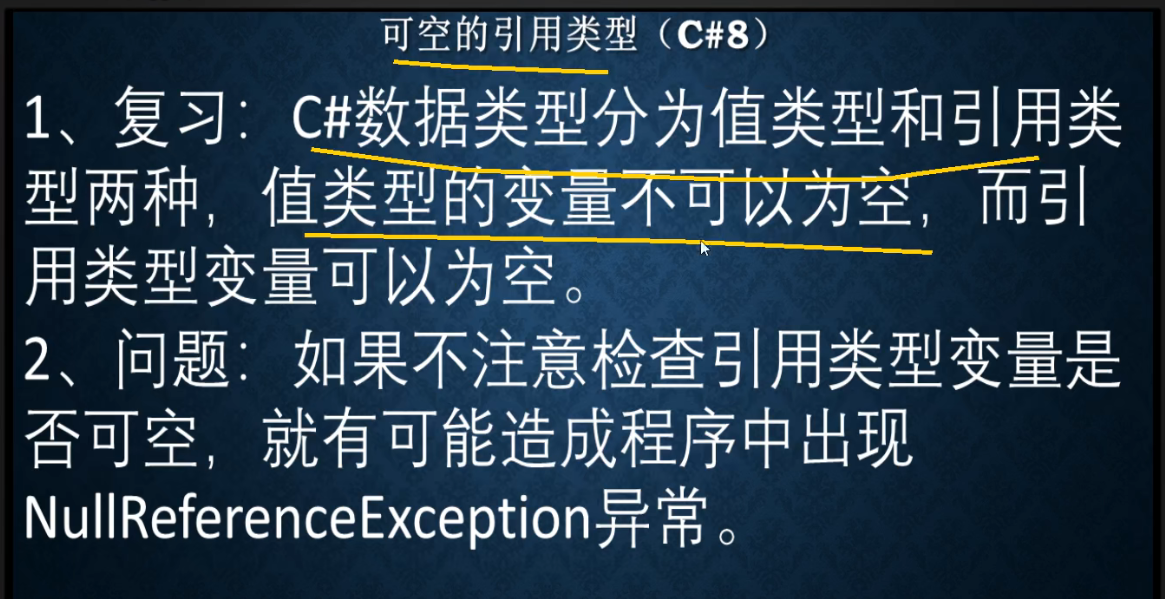 可空的引用类型（C#8）
1、复习：C#数据类型分为值类型和引用类
型两种，值类型的变量不可以为空，而引
用类型变量可以为空。
2、问题：如果不注意检查引用类型变量是
否可空，就有可能造成程序中出现
NullReferenceException异常。